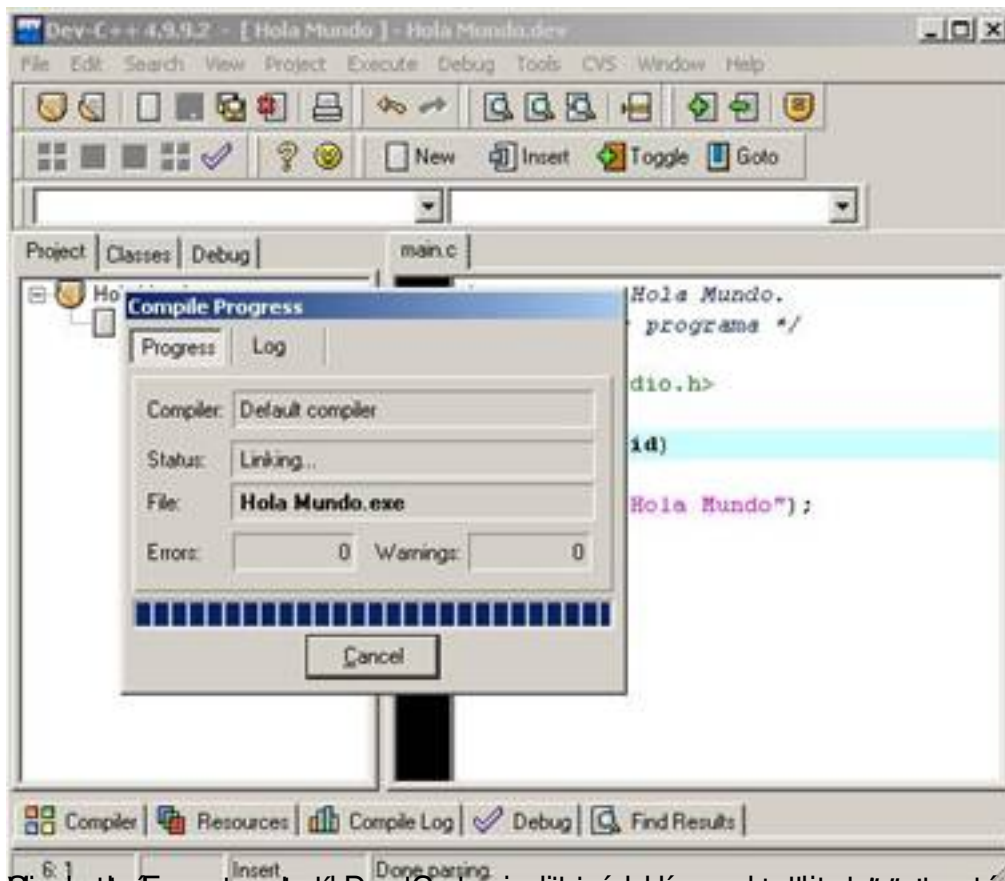 Dev-C++ 4.9.9.2 - [ Hola Mundo ] - Hola Mundo.dev
File Edit Search View Project Execute Debug Tools CVS Window Help
New Insert Toggle Goto
Project Classes Debug
main.c
Hola Mundo.
programa */
dio.h>
id)
Hola Mundo");
Compile Progress
Progress Log
Compiler: Default compiler
Status: Linking...
File: Hola Mundo.exe
Errors: 0 Warnings: 0
Cancel
Compiler Resources Compile Log Debug Find Results
6: 1 Insert Done parsing